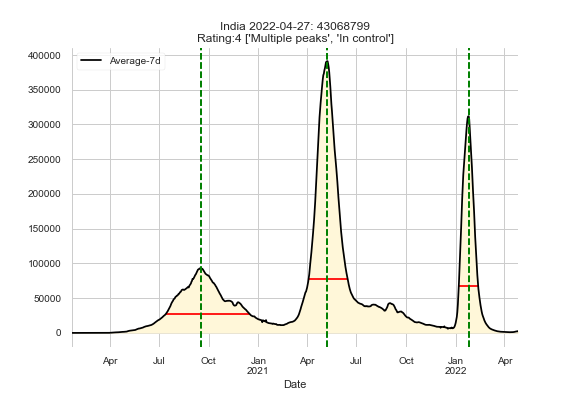 India 2022-04-27: 43068799
Rating:4 ['Multiple peaks', 'In control']
Average-7d
400000
350000
300000
250000
200000
150000
100000
50000
0
Apr Jul Oct Jan Apr Jul Oct Jan Apr
2021 2022
Date